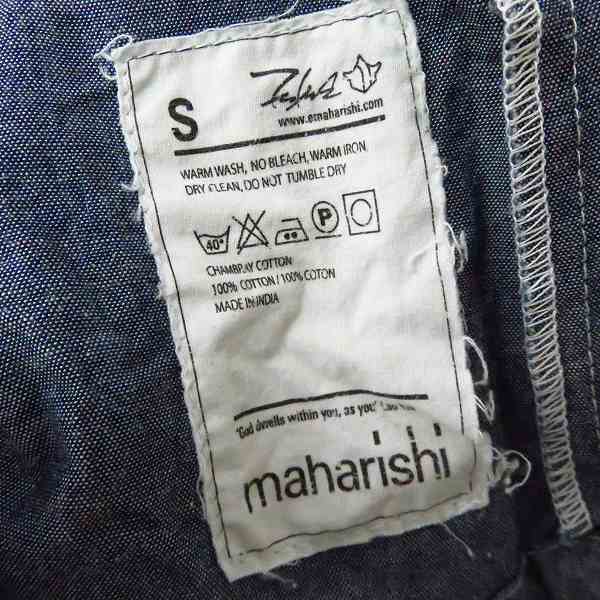 S
www.emaharishi.com
WARM WASH, NO BLEACH, WARM IRON
DRY CLEAN, DO NOT TUMBLE DRY
40°
P
CHAMBRAY COTTON
100% COTTON / 100% COTON
MADE IN INDIA
'God dwells within you, as you'
maharishi